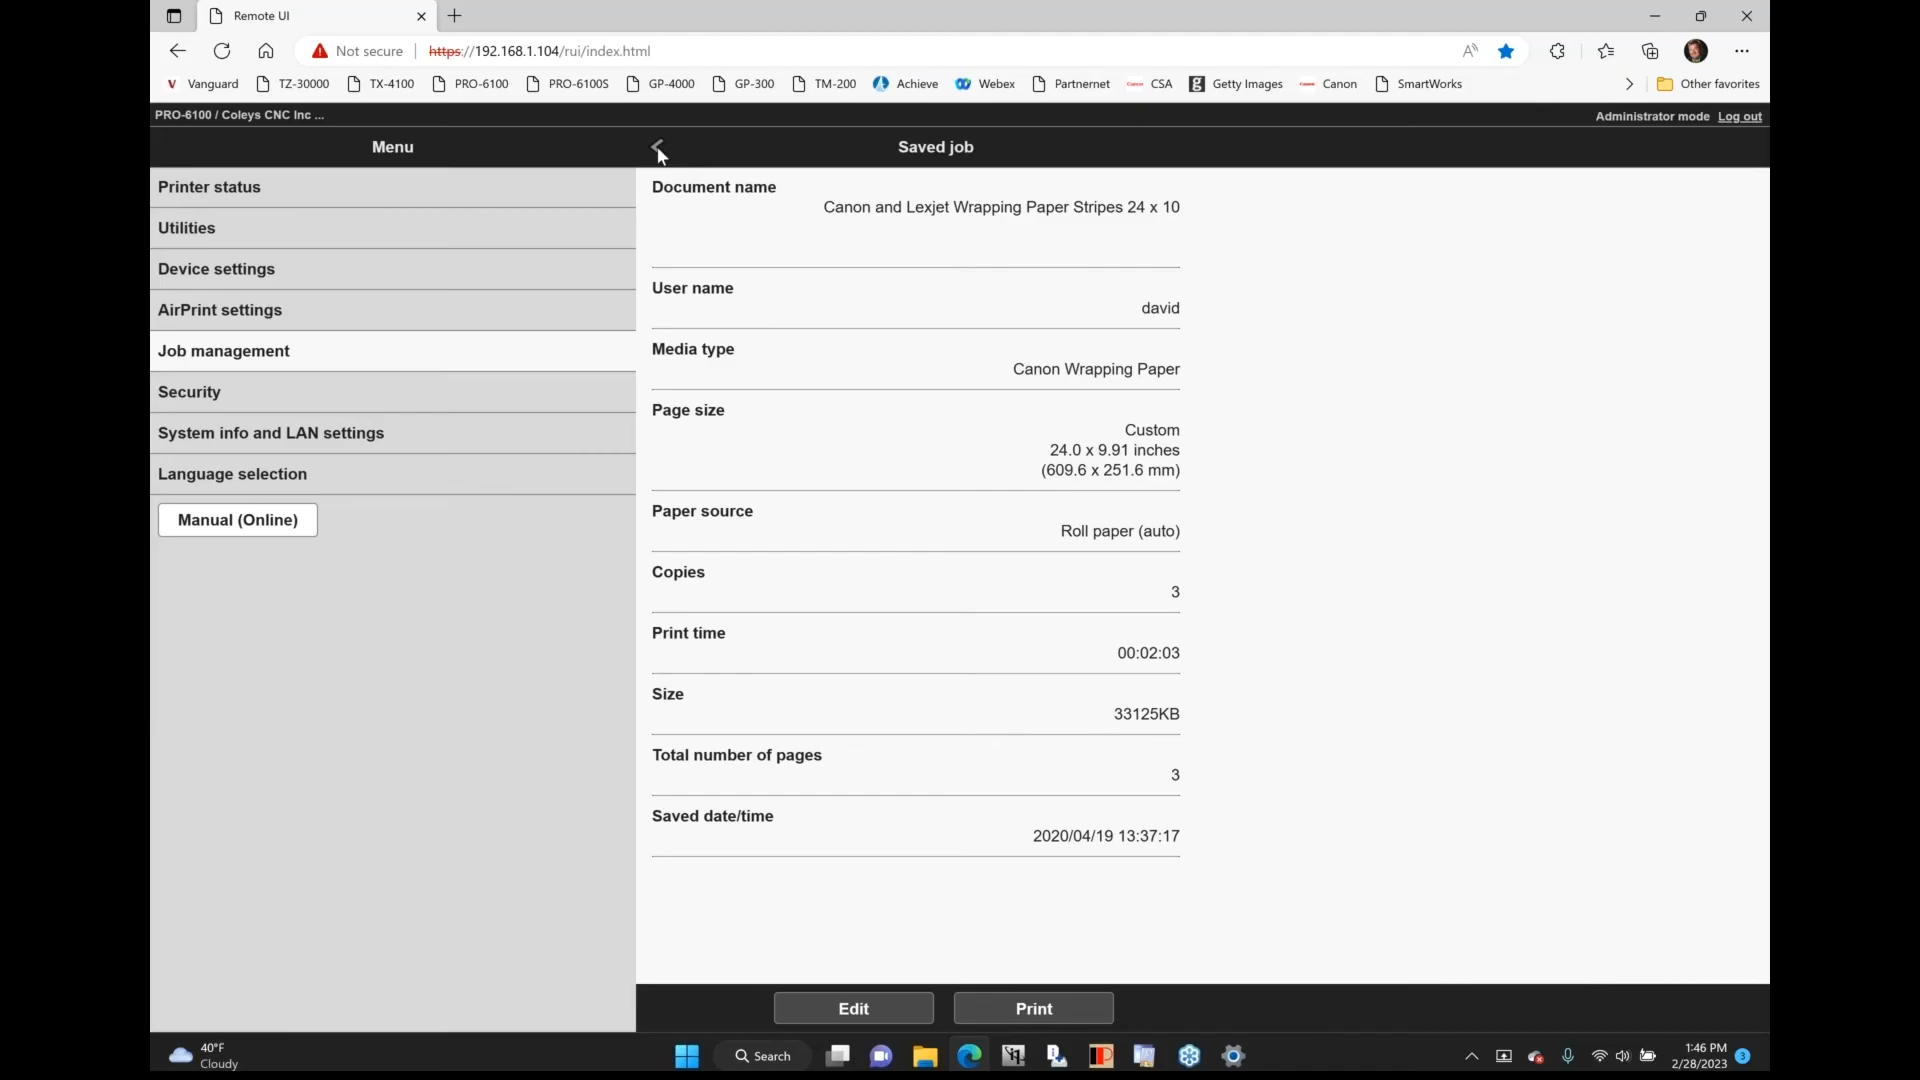 Remote UI
Not secure
https://192.168.1.104/rui/index.html
Vanguard
TZ-30000
TX-4100
PRO-6100
PRO-6100S
GP-4000
GP-300
TM-200
Achieve
Webex
Partnernet
CSA
Getty Images
Canon
SmartWorks
Other favorites
PRO-6100 / Coleys CNC Inc ...
Administrator mode Log out
Menu
Saved job
Printer status
Utilities
Device settings
AirPrint settings
Job management
Security
System info and LAN settings
Language selection
Manual (Online)
Document name
Canon and Lexjet Wrapping Paper Stripes 24 x 10
User name
david
Media type
Canon Wrapping Paper
Page size
Custom
24.0 x 9.91 inches
(609.6 x 251.6 mm)
Paper source
Roll paper (auto)
Copies
3
Print time
00:02:03
Size
33125KB
Total number of pages
3
Saved date/time
2020/04/19 13:37:17
Edit
Print
40°F
Cloudy
Search
1:46 PM
2/28/2023
3